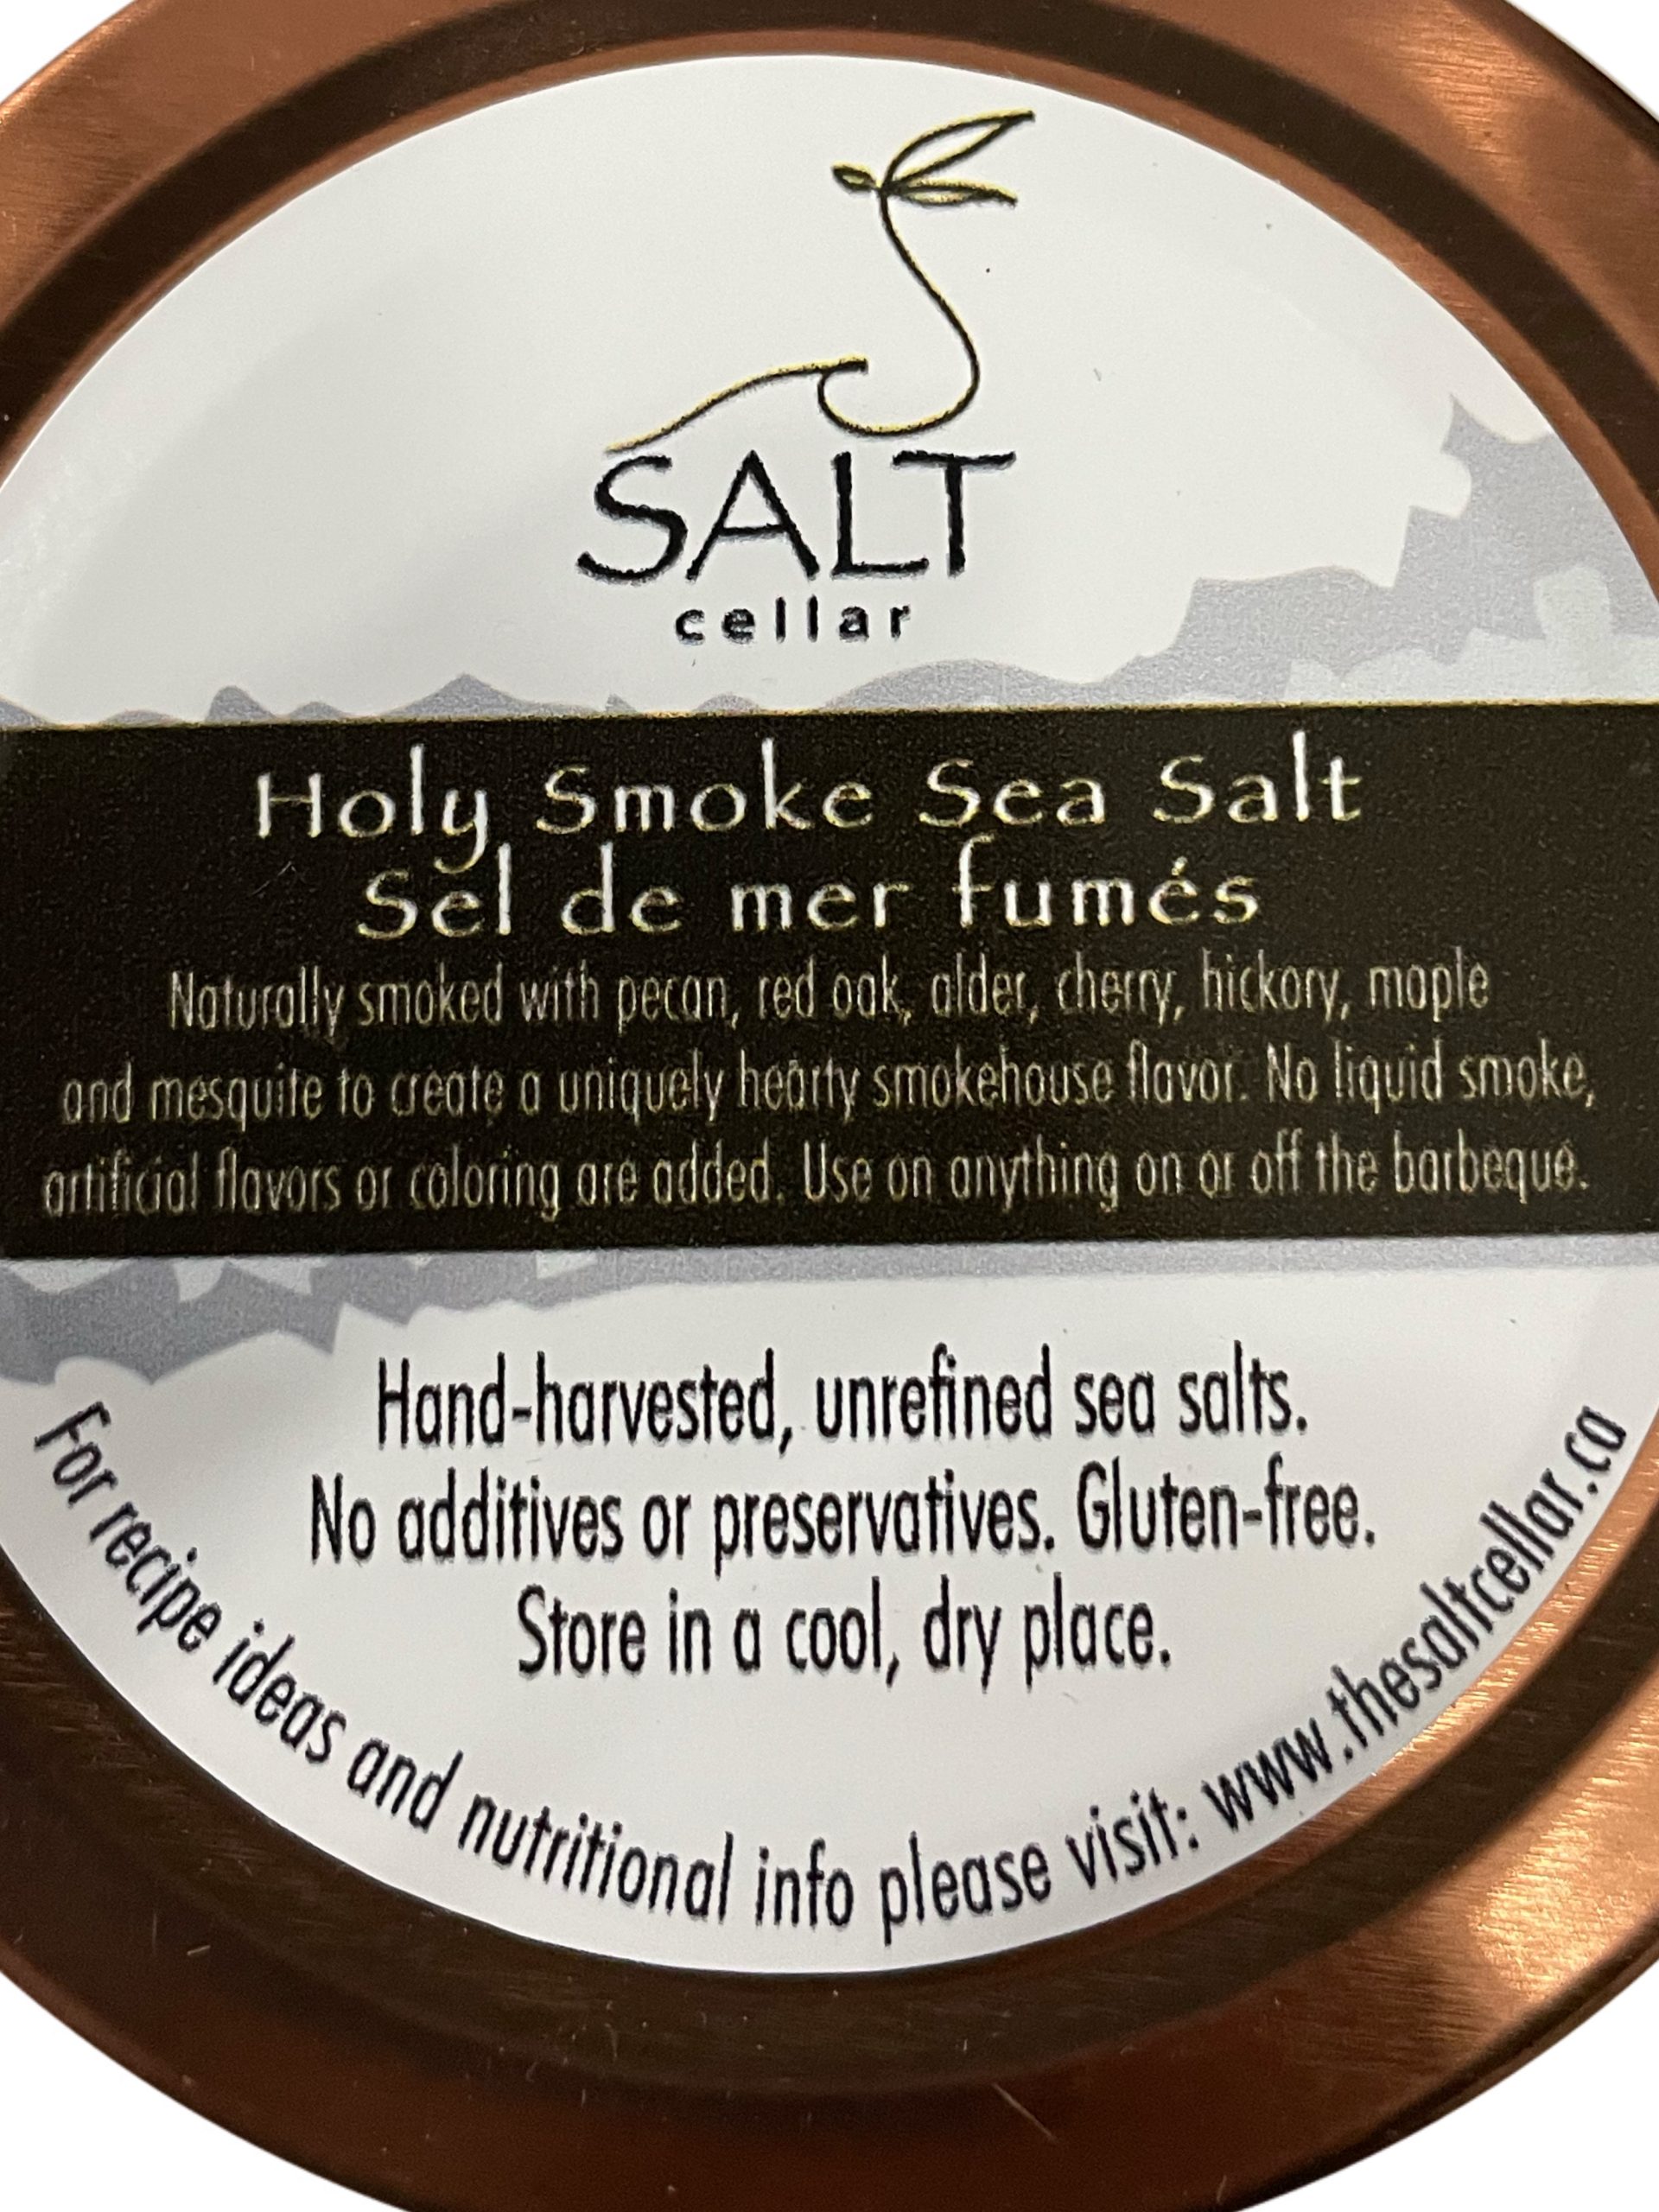 SALT
cellar
Holy Smoke Sea Salt
Sel de mer fumés
Naturally smoked with pecan, red oak, alder, cherry, hickory, maple
and mesquite to create a uniquely hearty smokehouse flavor. No liquid smoke,
artificial flavors or coloring are added. Use on anything on or off the barbeque.
Hand-harvested, unrefined sea salts.
No additives or preservatives. Gluten-free.
Store in a cool, dry place.
For recipe ideas and nutritional info please visit: www.thesaltcellar.ca